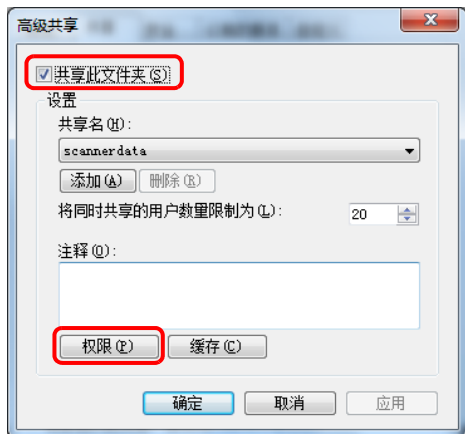 高级共享
共享此文件夹(S)
设置
共享名(H):
scannerdata
添加(A) 删除(R)
将同时共享的用户数量限制为(L): 20
注释(O):
权限(P) 缓存(C)
确定 取消 应用